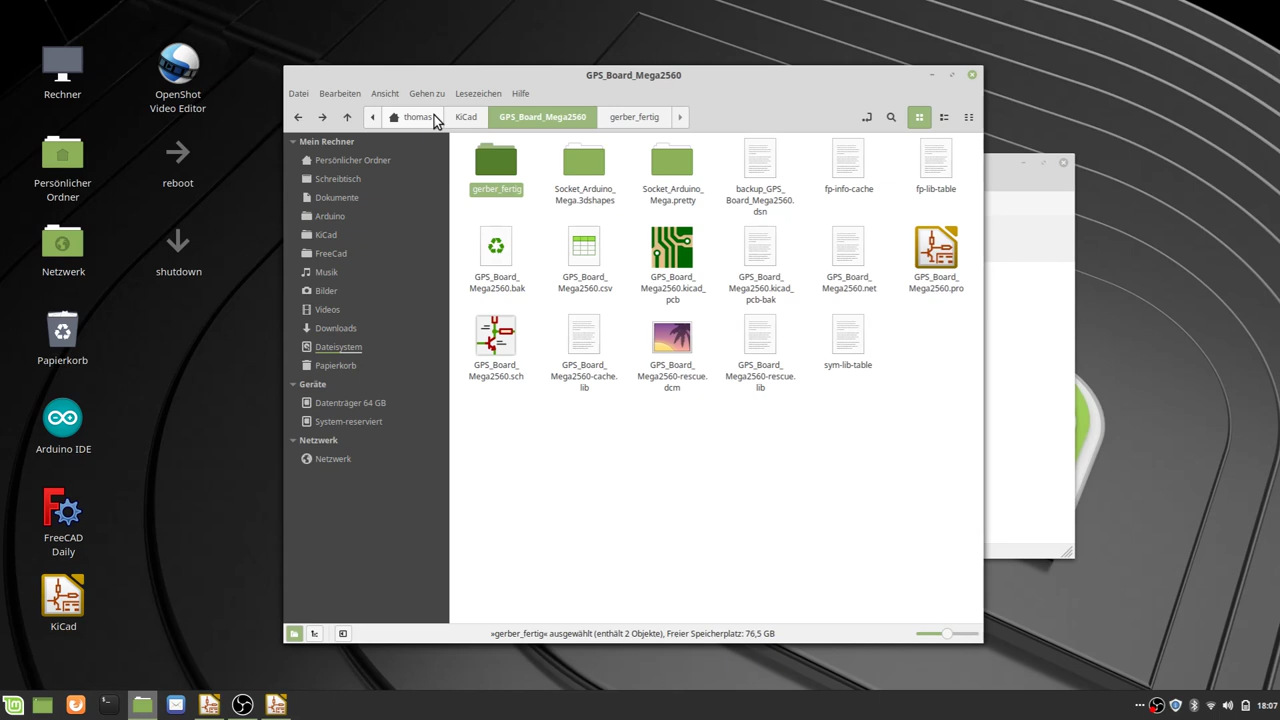 Rechner
OpenShot
Video Editor
Persönlicher
Ordner
reboot
Netzwerk
shutdown
Papierkorb
Arduino IDE
FreeCAD
Daily
KiCad
GPS_Board_Mega2560
Datei Bearbeiten Ansicht Gehen zu Lesezeichen Hilfe
thomas KiCad GPS_Board_Mega2560 gerber_fertig
Mein Rechner
Persönlicher Ordner
Schreibtisch
Dokumente
Arduino
KiCad
FreeCad
Musik
Bilder
Videos
Downloads
Dateisystem
Papierkorb
Geräte
Datenträger 64 GB
System-reserviert
Netzwerk
Netzwerk
gerber_fertig
Socket_Arduino_
Mega.3dshapes
Socket_Arduino_
Mega.pretty
backup_GPS_
Board_Mega2560.
dsn
fp-info-cache
fp-lib-table
GPS_Board_
Mega2560.bak
GPS_Board_
Mega2560.csv
GPS_Board_
Mega2560.kicad_
pcb
GPS_Board_
Mega2560.kicad_
pcb-bak
GPS_Board_
Mega2560.net
GPS_Board_
Mega2560.pro
GPS_Board_
Mega2560.sch
GPS_Board_
Mega2560-cache.
lib
GPS_Board_
Mega2560-rescue.
dcm
GPS_Board_
Mega2560-rescue.
lib
sym-lib-table
»gerber_fertig« ausgewählt (enthält 2 Objekte), Freier Speicherplatz: 76,5 GB
18:07